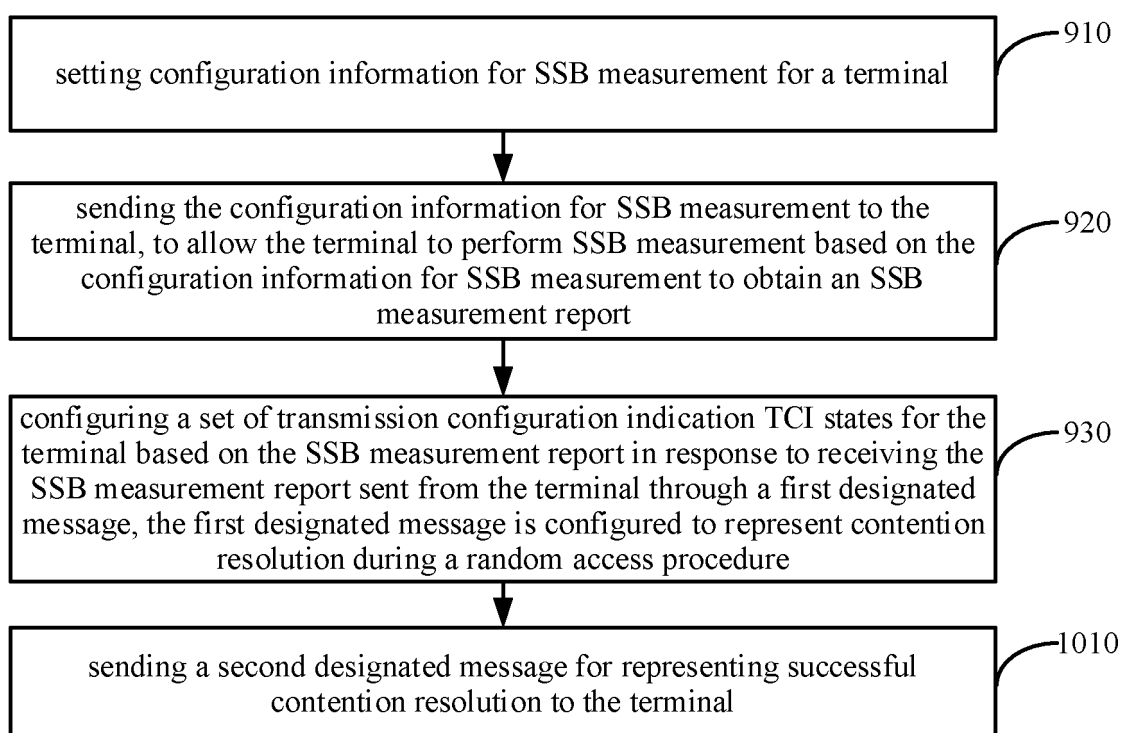 setting configuration information for SSB measurement for a terminal
910
sending the configuration information for SSB measurement to the
terminal, to allow the terminal to perform SSB measurement based on the
configuration information for SSB measurement to obtain an SSB
measurement report
920
configuring a set of transmission configuration indication TCI states for the
terminal based on the SSB measurement report in response to receiving the
SSB measurement report sent from the terminal through a first designated
message, the first designated message is configured to represent contention
resolution during a random access procedure
930
sending a second designated message for representing successful
contention resolution to the terminal
1010